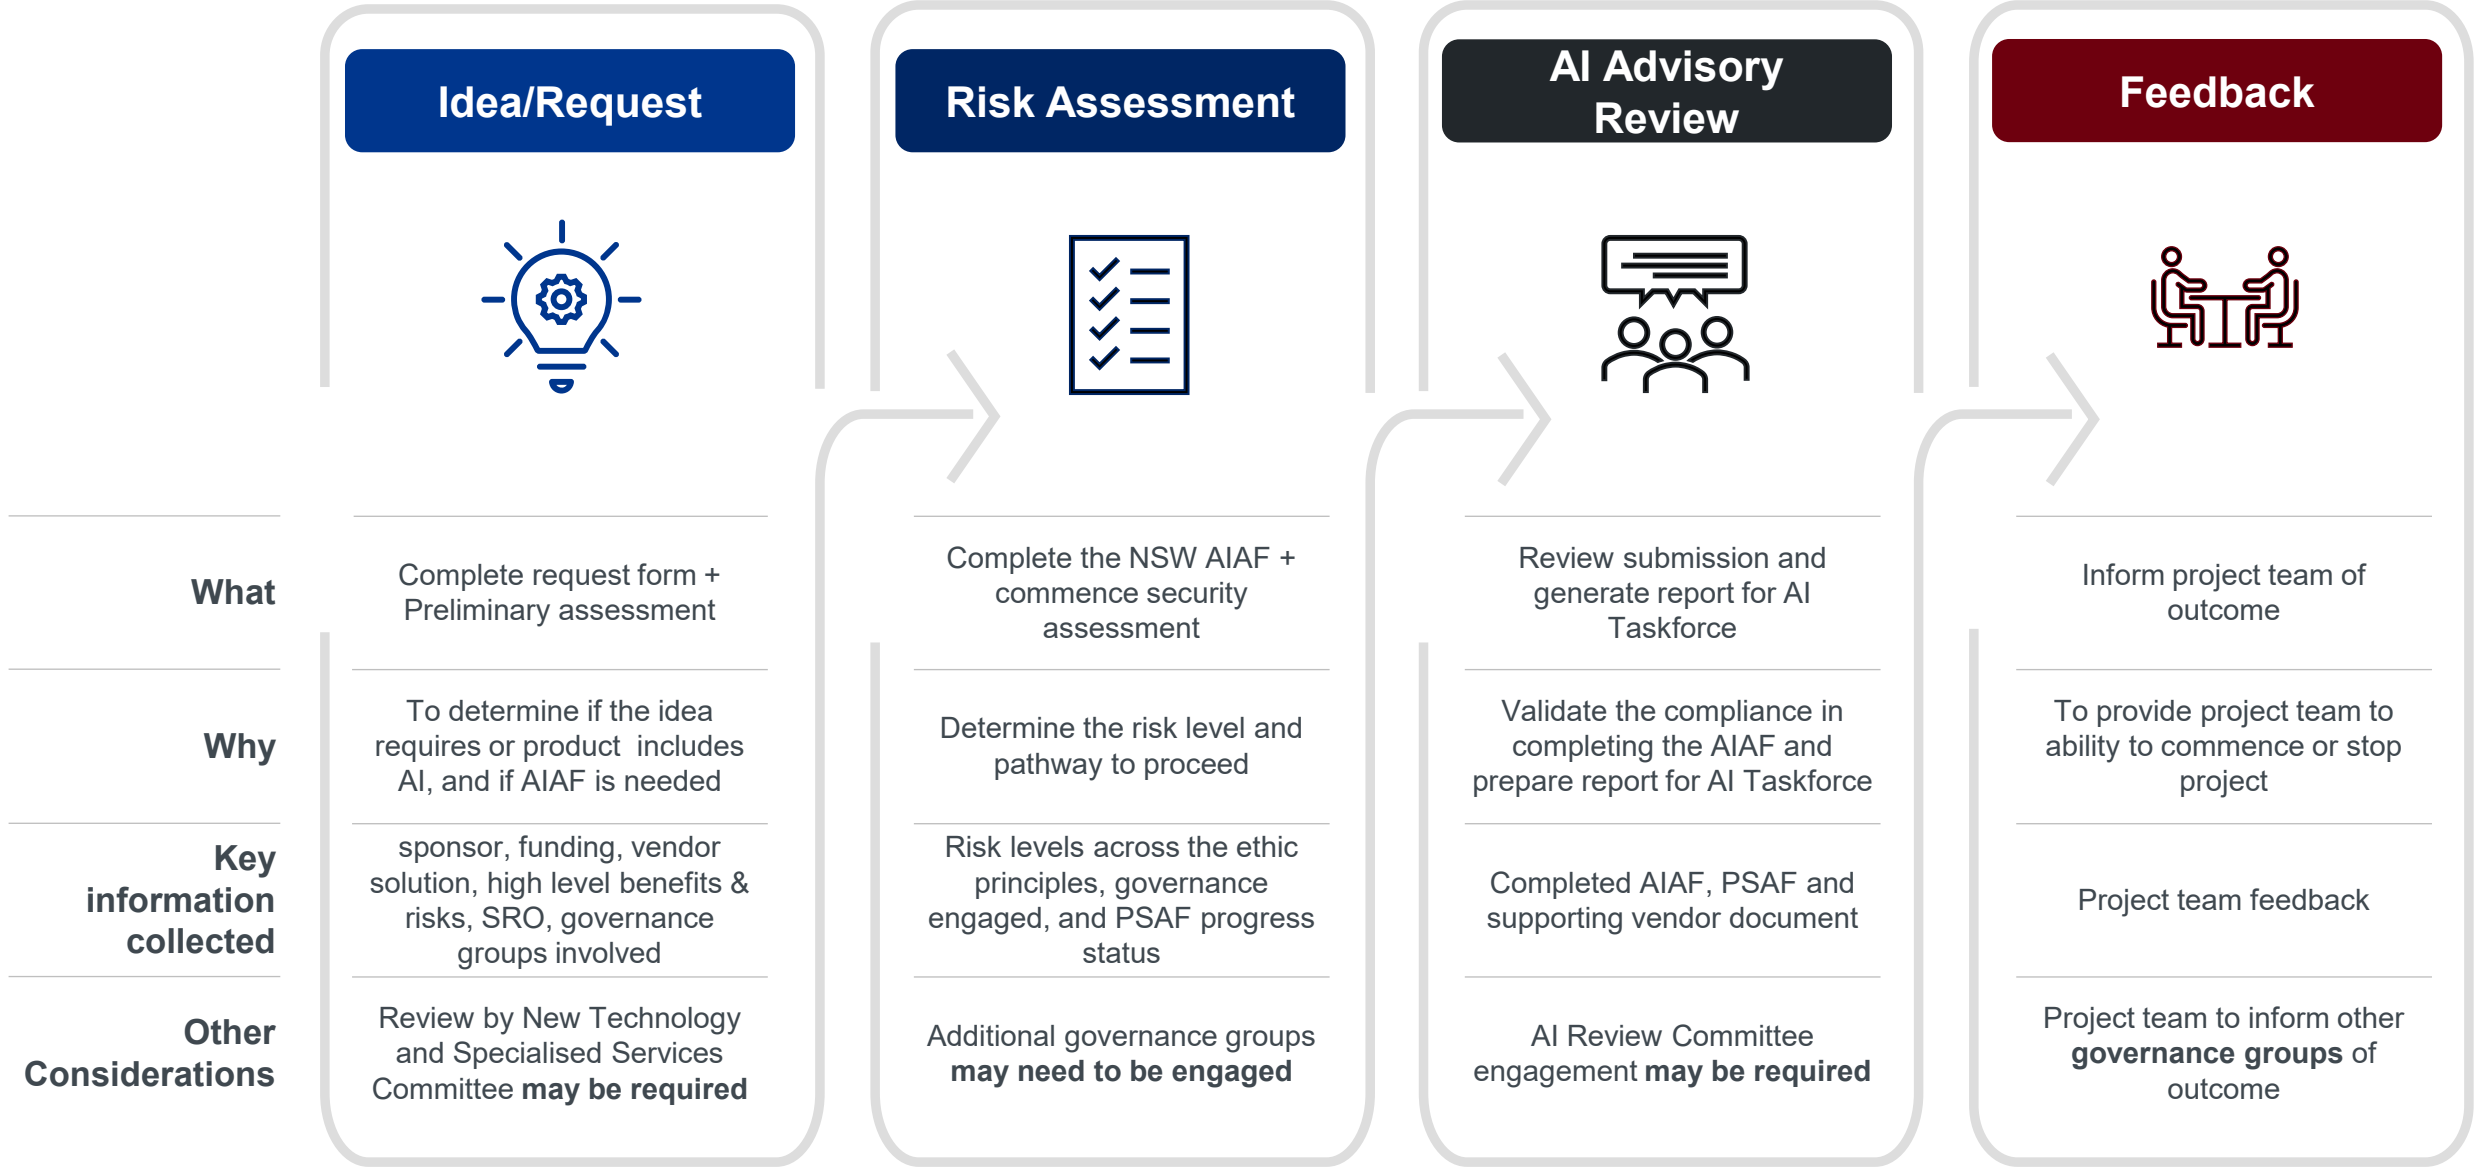 Idea/Request
Risk Assessment
AI Advisory
Review
Feedback
What
Complete request form +
Preliminary assessment
Complete the NSW AIAF +
commence security
assessment
Review submission and
generate report for AI
Taskforce
Inform project team of
outcome
Why
To determine if the idea
requires or product  includes
AI, and if AIAF is needed
Determine the risk level and
pathway to proceed
Validate the compliance in
completing the AIAF and
prepare report for AI Taskforce
To provide project team to
ability to commence or stop
project
Key
information
collected
sponsor, funding, vendor
solution, high level benefits &
risks, SRO, governance
groups involved
Risk levels across the ethic
principles, governance
engaged, and PSAF progress
status
Completed AIAF, PSAF and
supporting vendor document
Project team feedback
Other
Considerations
Review by New Technology
and Specialised Services
Committee may be required
Additional governance groups
may need to be engaged
AI Review Committee
engagement may be required
Project team to inform other
governance groups of
outcome